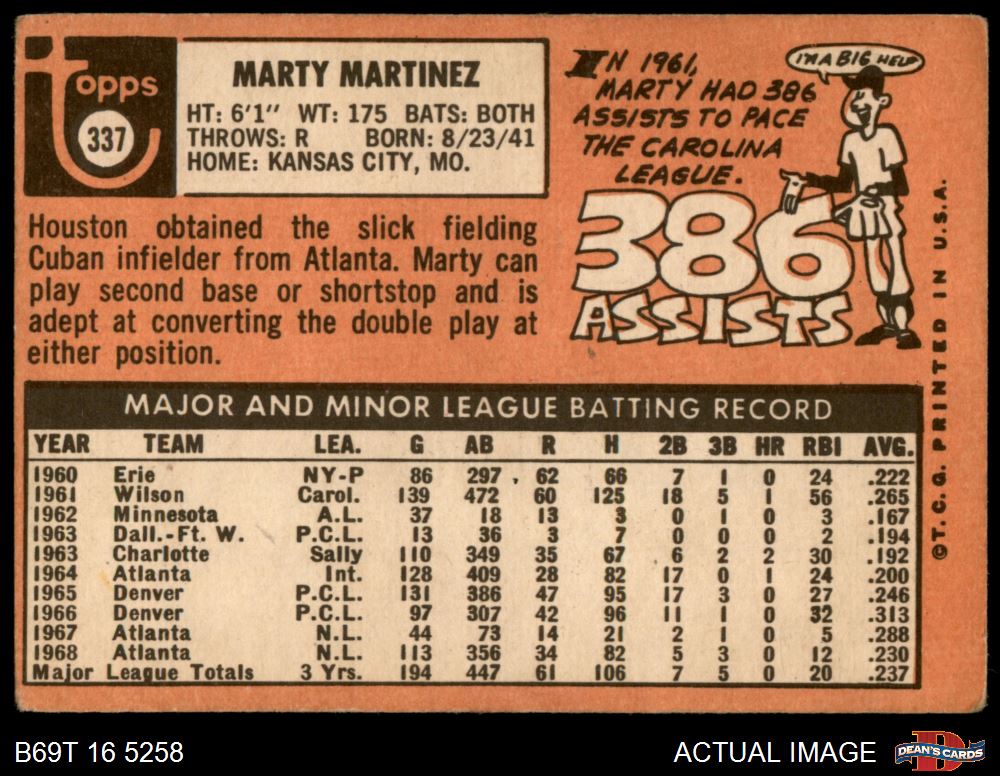 topps
337
MARTY MARTINEZ
HT: 6'1" WT: 175 BATS: BOTH
THROWS: R BORN: 8/23/41
HOME: KANSAS CITY, MO.
Houston obtained the slick fielding
Cuban infielder from Atlanta. Marty can
play second base or shortstop and is
adept at converting the double play at
either position.
IN 1961,
MARTY HAD 386
ASSISTS TO PACE
THE CAROLINA
LEAGUE.
I'M A BIG HELP
386
ASSISTS
MAJOR AND MINOR LEAGUE BATTING RECORD
YEAR TEAM LEA. G AB R H 2B 3B HR RBI AVG.
1960 Erie NY-P 86 297 62 66 7 1 0 24 .222
1961 Wilson Carol. 139 472 60 125 18 5 1 56 .265
1962 Minnesota A.L. 37 18 13 3 0 1 0 3 .167
1963 Dall.-Ft. W. P.C.L. 13 36 3 7 0 0 0 2 .194
1963 Charlotte Sally 110 349 35 67 6 2 2 30 .192
1964 Atlanta Int. 128 409 28 82 17 0 1 24 .200
1965 Denver P.C.L. 131 386 47 95 17 3 0 27 .246
1966 Denver P.C.L. 97 307 42 96 11 1 0 32 .313
1967 Atlanta N.L. 44 73 14 21 2 1 0 5 .288
1968 Atlanta N.L. 113 356 34 82 5 3 0 12 .230
Major League Totals 3 Yrs. 194 447 61 106 7 5 0 20 .237
©T.C.G. PRINTED IN U.S.A.
B69T 16 5258
ACTUAL IMAGE
DEAN'S CARDS